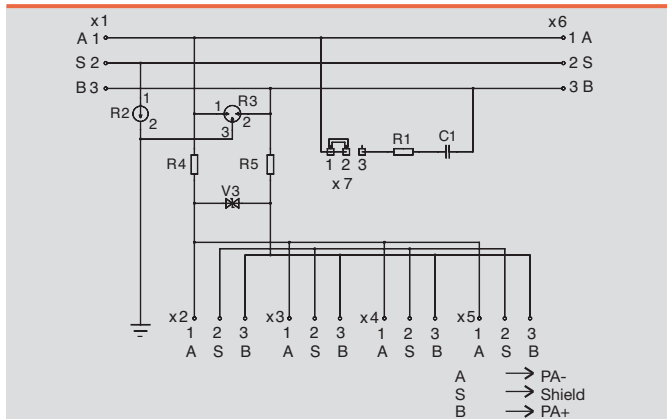 x1 x6
A 1 1 A
S 2 2 S
B 3 3 B
R2 1 2
1 R3 2 3
R4 R5 R1 C1
1 2 3
x7
V3
x2 x3 x4 x5
1 2 3 1 2 3 1 2 3 1 2 3
A S B A S B A S B A S B
A PA-
S Shield
B PA+